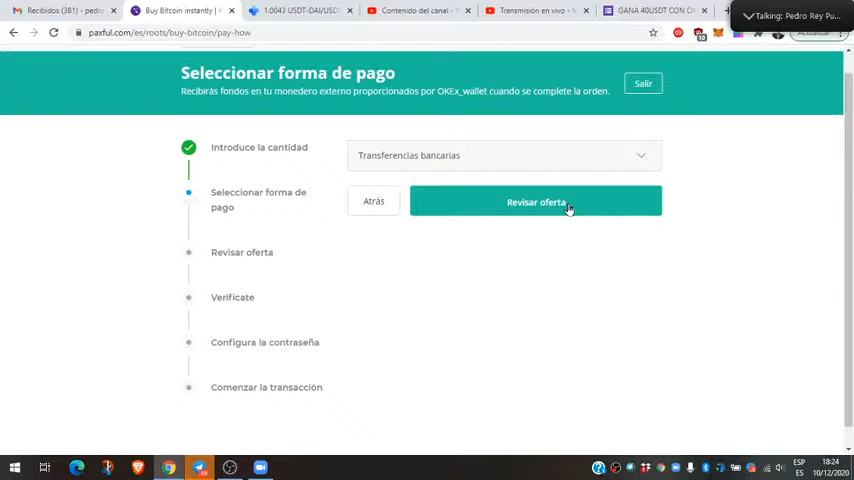 Recibidos (381) - pedro
Buy Bitcoin instantly | P
1.0043 USDT-DAI/USDT
Contenido del canal - Y
Transmisión en vivo - Y
GANA 40USDT CON
Talking: Pedro Rey Pu...
paxful.com/es/roots/buy-bitcoin/pay-how
Actualizar
Seleccionar forma de pago
Recibirás fondos en tu monedero externo proporcionados por OKEx_wallet cuando se complete la orden.
Salir
Introduce la cantidad
Transferencias bancarias
Seleccionar forma de pago
Atrás
Revisar oferta
Revisar oferta
Verifícate
Configura la contraseña
Comenzar la transacción
ESP
ES
18:24
10/12/2020